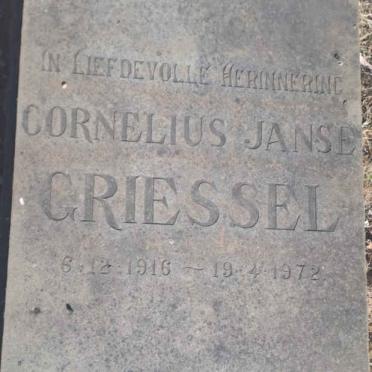 IN LIEFDEVOLLE HERINNERING
CORNELIUS JANSE
GRIESSEL
6.12.1916 — 19.4.1972